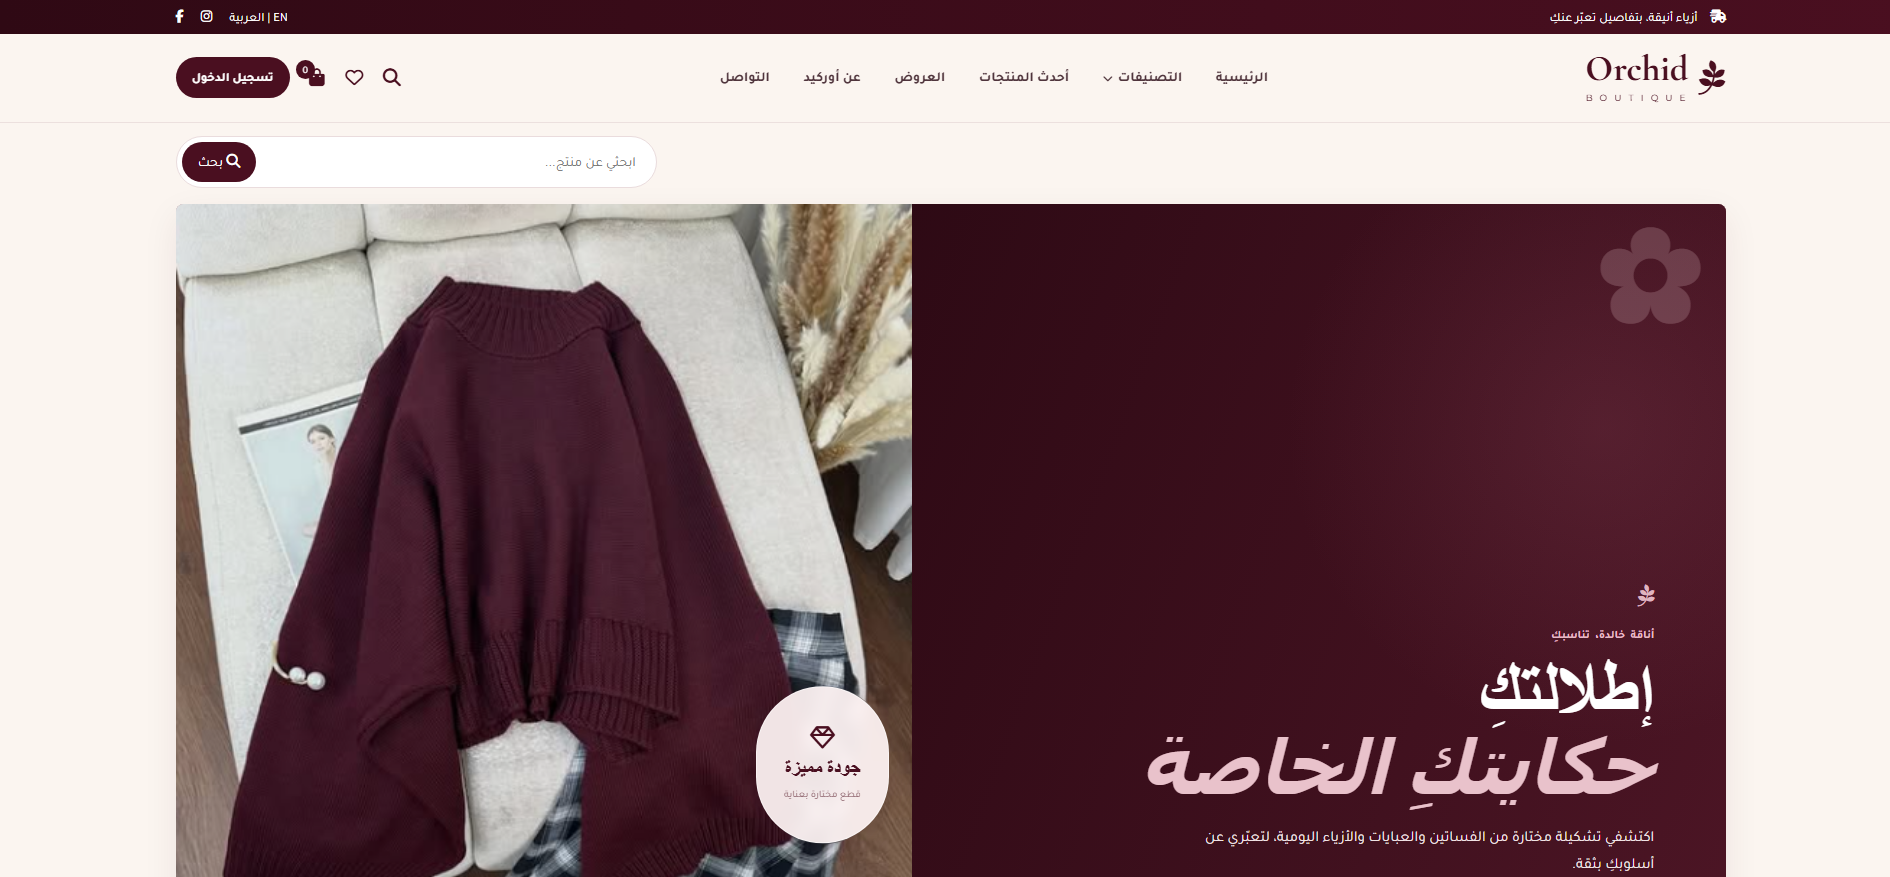 أزياء أنيقة، بتفاصيل تعبّر عنكِ
العربية | EN
Orchid
BOUTIQUE
الرئيسية
التصنيفات
أحدث المنتجات
العروض
عن أوركيد
التواصل
0
تسجيل الدخول
ابحثي عن منتج...
بحث
أناقة خالدة، تناسبكِ
إطلالتكِ
حكايتكِ الخاصة
اكتشفي تشكيلة مختارة من الفساتين والعبايات والأزياء اليومية، لتعبّري عن
أسلوبكِ بثقة.
جودة مميزة
قطع مختارة بعناية